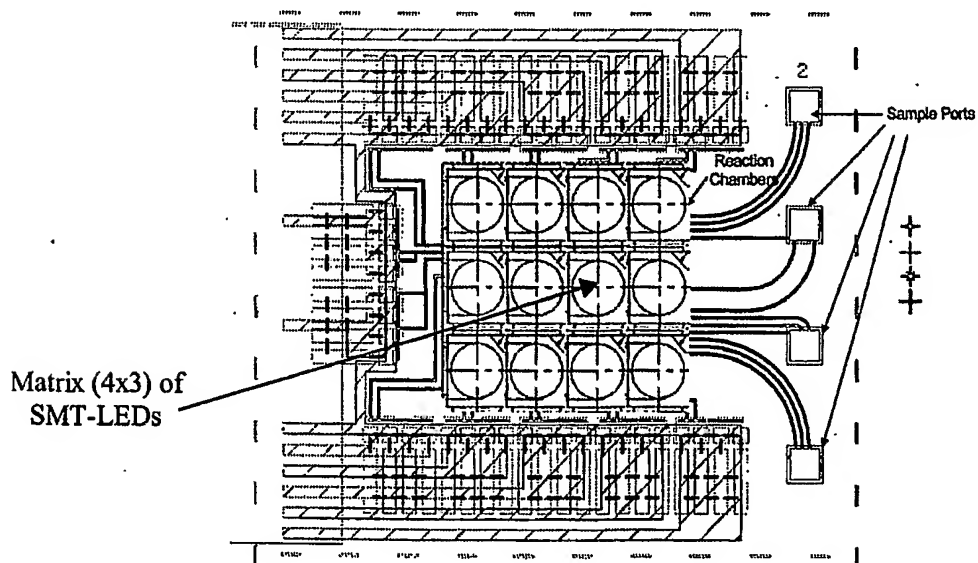 2
Sample Ports
Reaction
Chambers
Matrix (4x3) of
SMT-LEDs